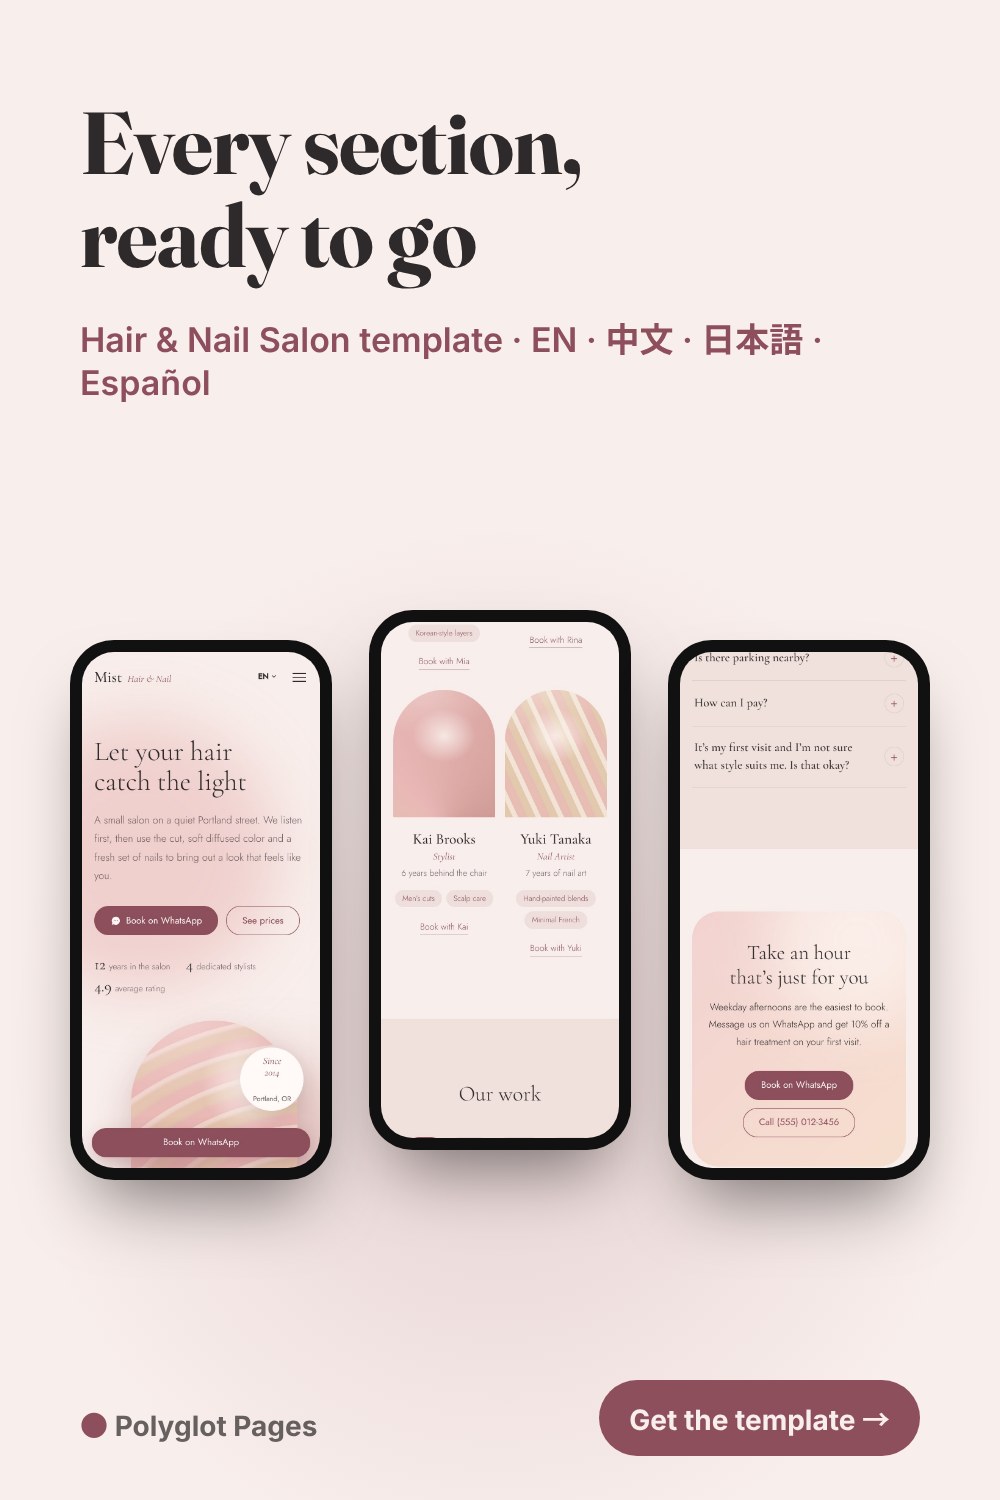 Every section,
ready to go
Hair & Nail Salon template · EN · 中文 · 日本語 ·
Español
Mist Hair & Nail
EN
Let your hair
catch the light
A small salon on a quiet Portland street. We listen
first, then use the cut, soft diffused color and a
fresh set of nails to bring out a look that feels like
you.
Book on WhatsApp
See prices
12 years in the salon 4 dedicated stylists
4.9 average rating
Since
2014
Portland, OR
Book on WhatsApp
Korean-style layers
Book with Mia
Book with Rina
Kai Brooks
Stylist
6 years behind the chair
Men's cuts Scalp care
Book with Kai
Yuki Tanaka
Nail Artist
7 years of nail art
Hand-painted blends
Minimal French
Book with Yuki
Our work
Is there parking nearby? +
How can I pay? +
It's my first visit and I'm not sure
what style suits me. Is that okay? +
Take an hour
that's just for you
Weekday afternoons are the easiest to book.
Message us on WhatsApp and get 10% off a
hair treatment on your first visit.
Book on WhatsApp
Call (555) 012-3456
Polyglot Pages
Get the template →